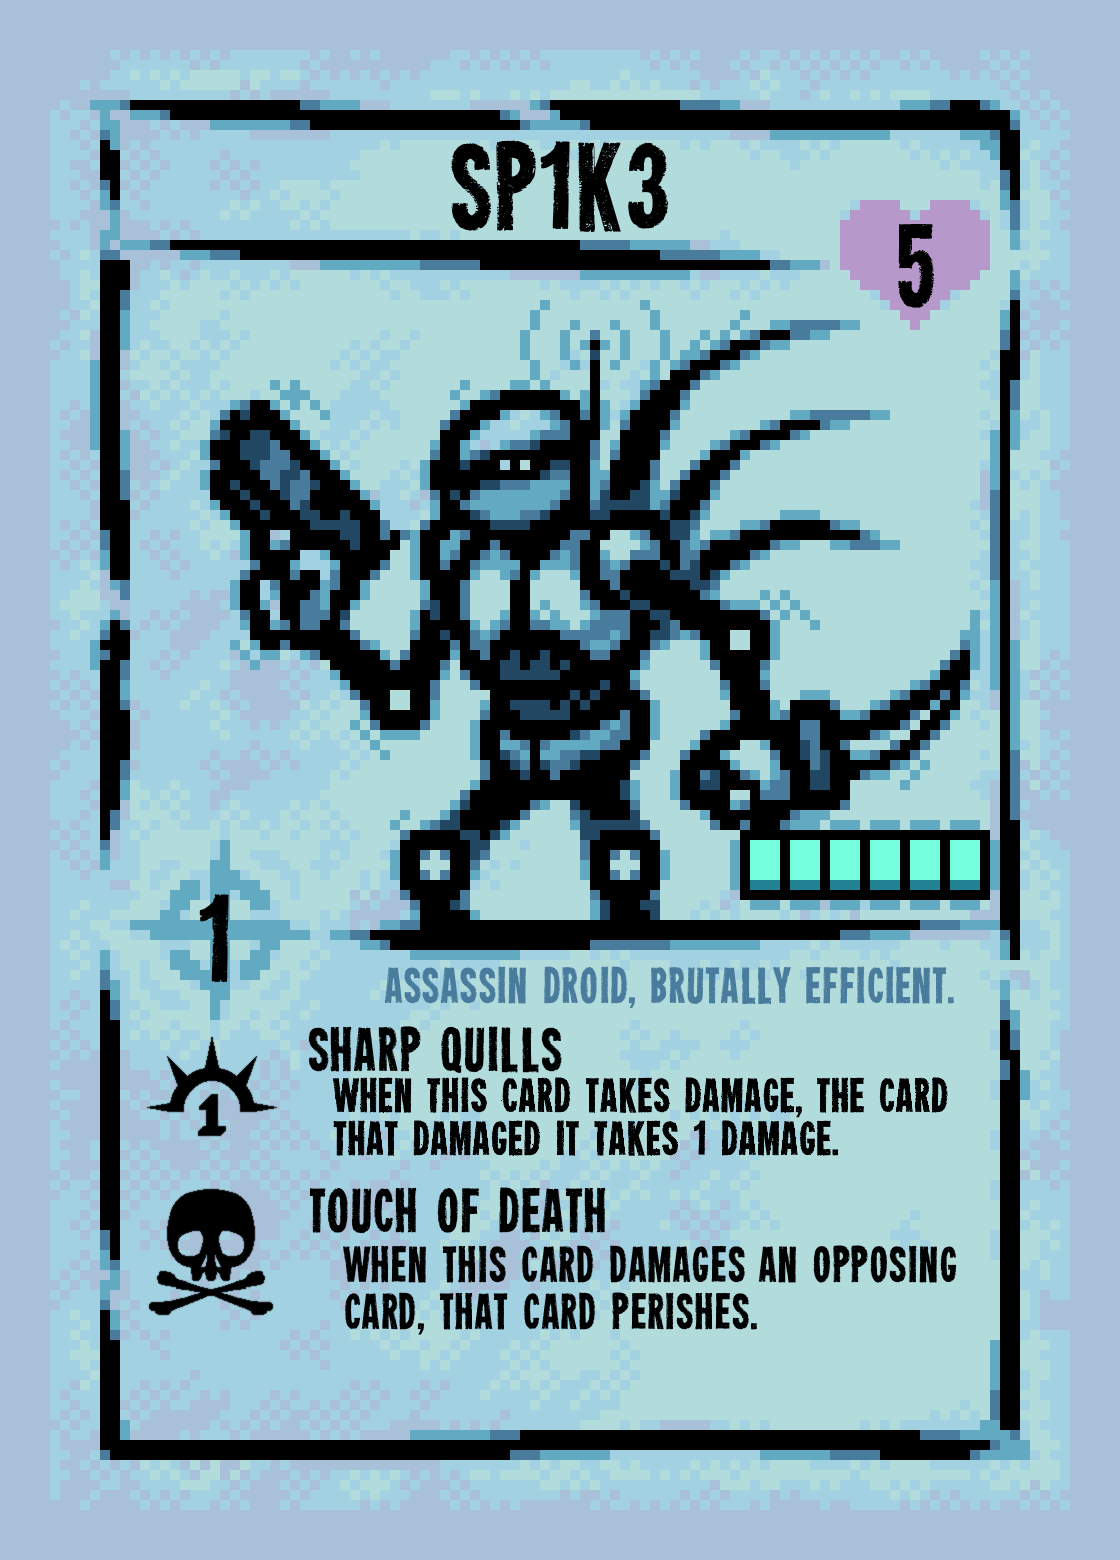 SP1K3
5
1
ASSASSIN DROID, BRUTALLY EFFICIENT.
SHARP QUILLS
1
WHEN THIS CARD TAKES DAMAGE, THE CARD
THAT DAMAGED IT TAKES 1 DAMAGE.
TOUCH OF DEATH
WHEN THIS CARD DAMAGES AN OPPOSING
CARD, THAT CARD PERISHES.